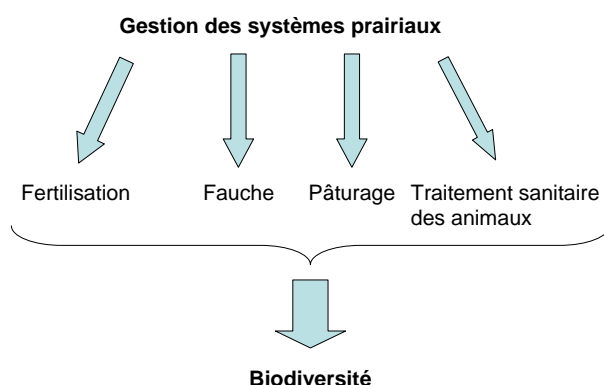 Gestion des systèmes prairiaux
Fertilisation Fauche Pâturage Traitement sanitaire
des animaux
Biodiversité